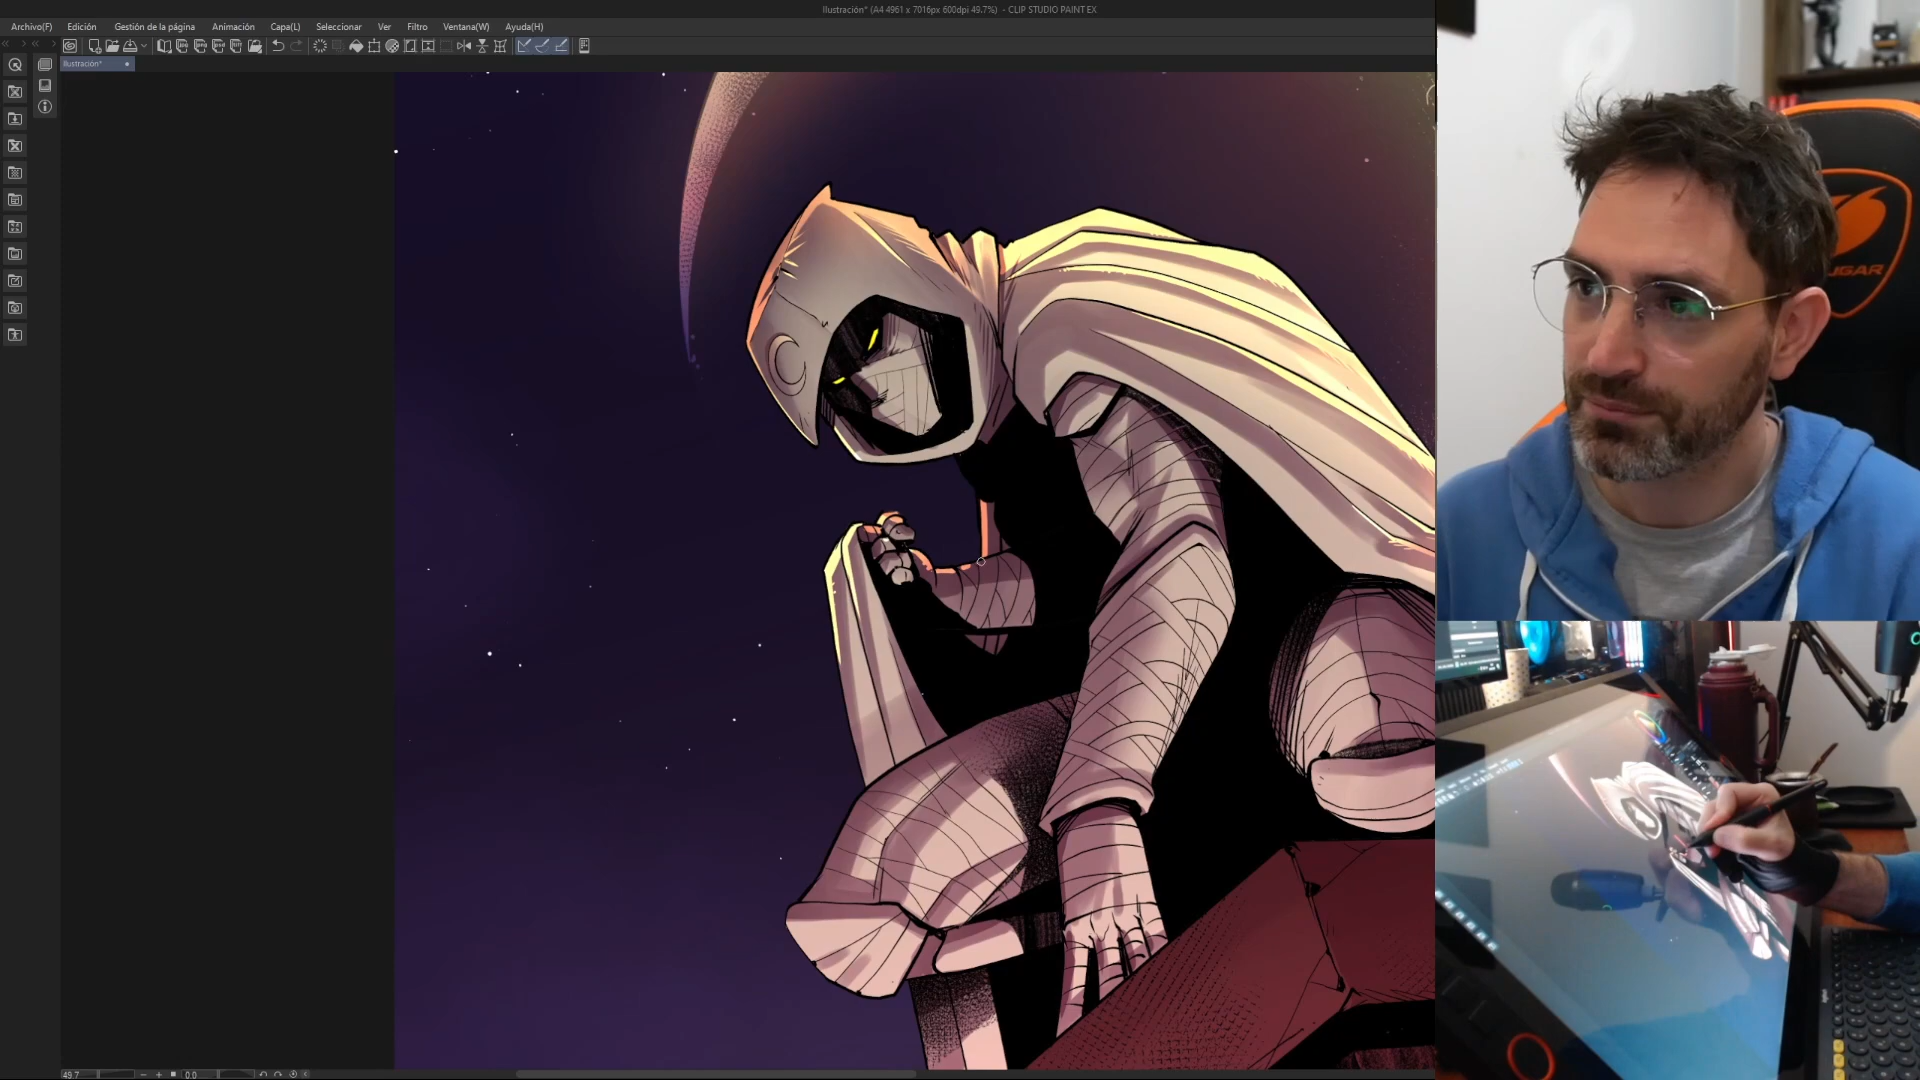 Ilustración* (A4 4961 x 7016px 600dpi 49.7%) - CLIP STUDIO PAINT EX
Archivo(F) Edición Gestión de la página Animación Capa(L) Seleccionar Ver Filtro Ventana(W) Ayuda(H)
Ilustración*
49.7
0.0